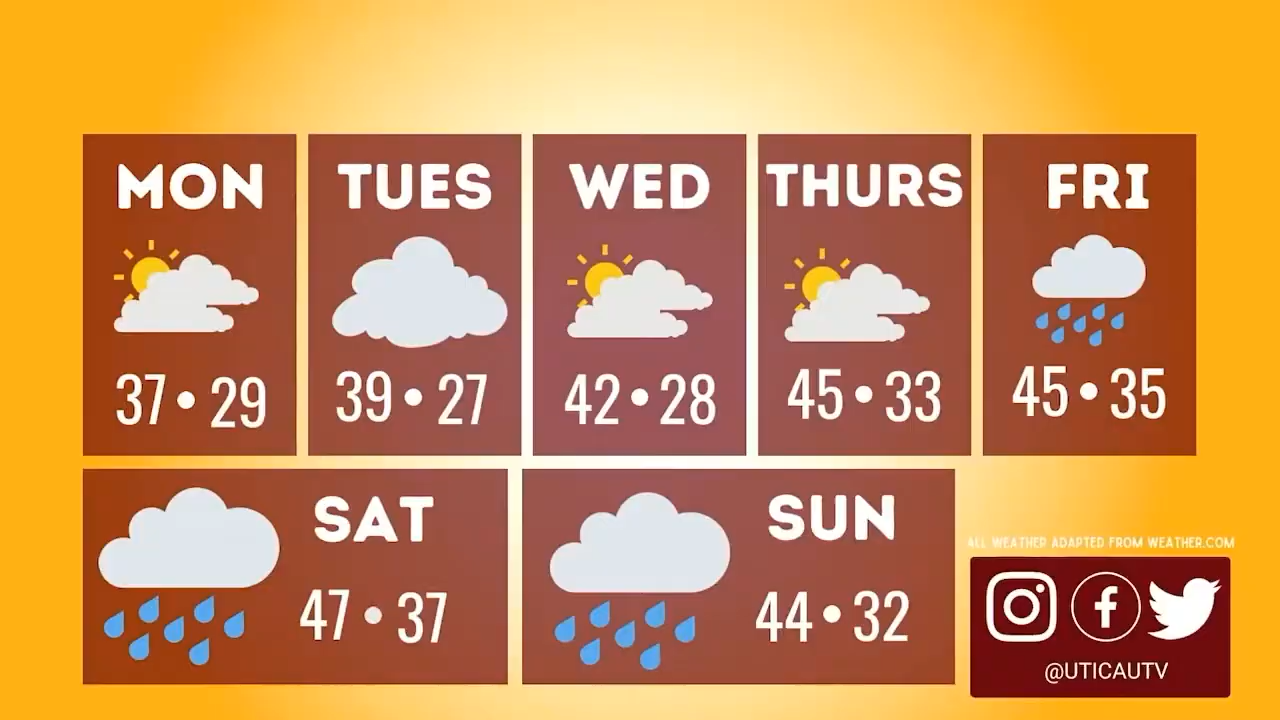 MON
TUES
WED
THURS
FRI
37 • 29
39 • 27
42 • 28
45 • 33
45 • 35
SAT
47 • 37
SUN
44 • 32
ALL WEATHER ADAPTED FROM WEATHER.COM
@UTICAUTV